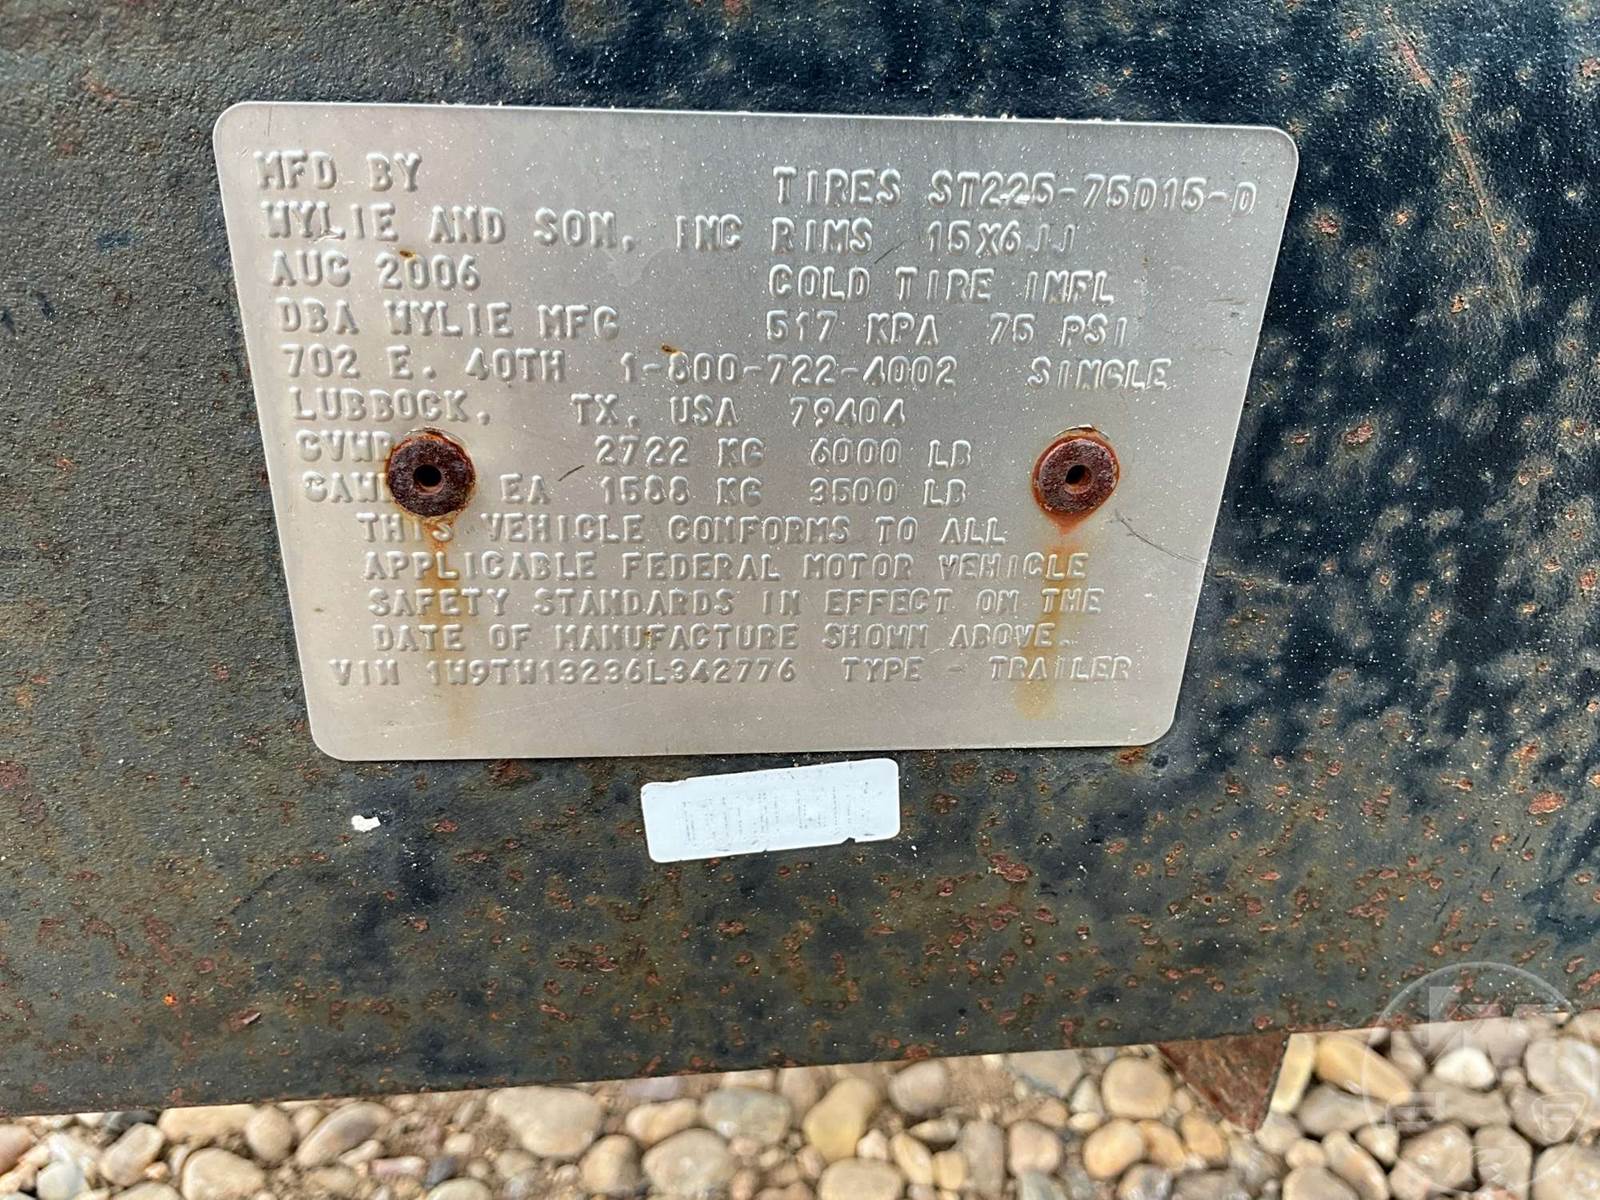 MFD BY TIRES ST225-75D15-D
WYLIE AND SON, INC RIMS 15X6JJ
AUG 2006 COLD TIRE INFL
DBA WYLIE MFG 517 KPA 75 PSI
702 E. 40TH 1-800-722-4002 SINGLE
LUBBOCK, TX, USA 79404
GVWR 2722 KG 6000 LB
GAWR EA 1588 KG 3500 LB
THIS VEHICLE CONFORMS TO ALL
APPLICABLE FEDERAL MOTOR VEHICLE
SAFETY STANDARDS IN EFFECT ON THE
DATE OF MANUFACTURE SHOWN ABOVE.
VIN 1W9TW13236L342776 TYPE - TRAILER